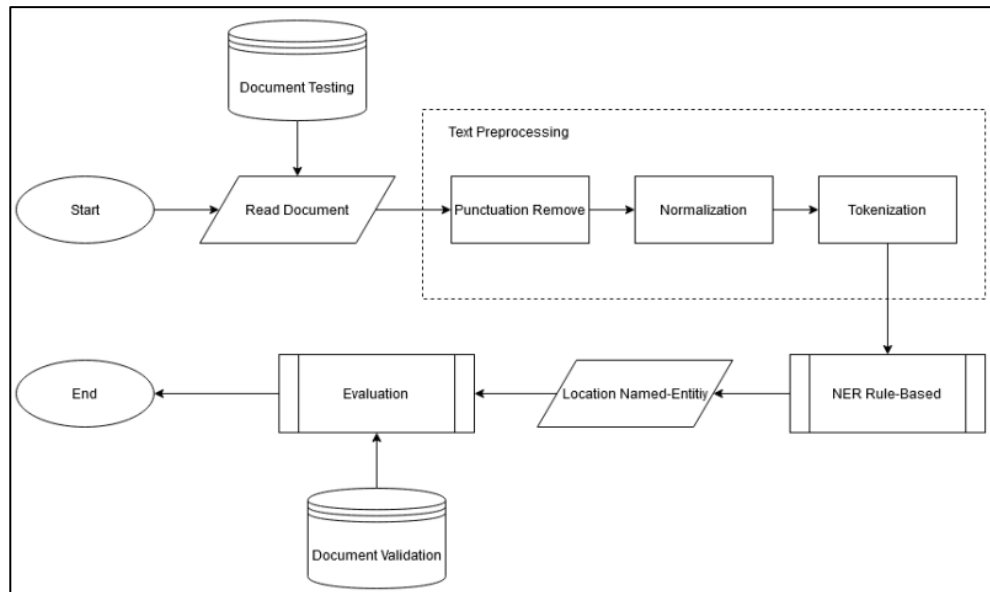 Document Testing
Text Preprocessing
Start
Read Document
Punctuation Remove
Normalization
Tokenization
End
Evaluation
Location Named-Entitiy
NER Rule-Based
Document Validation